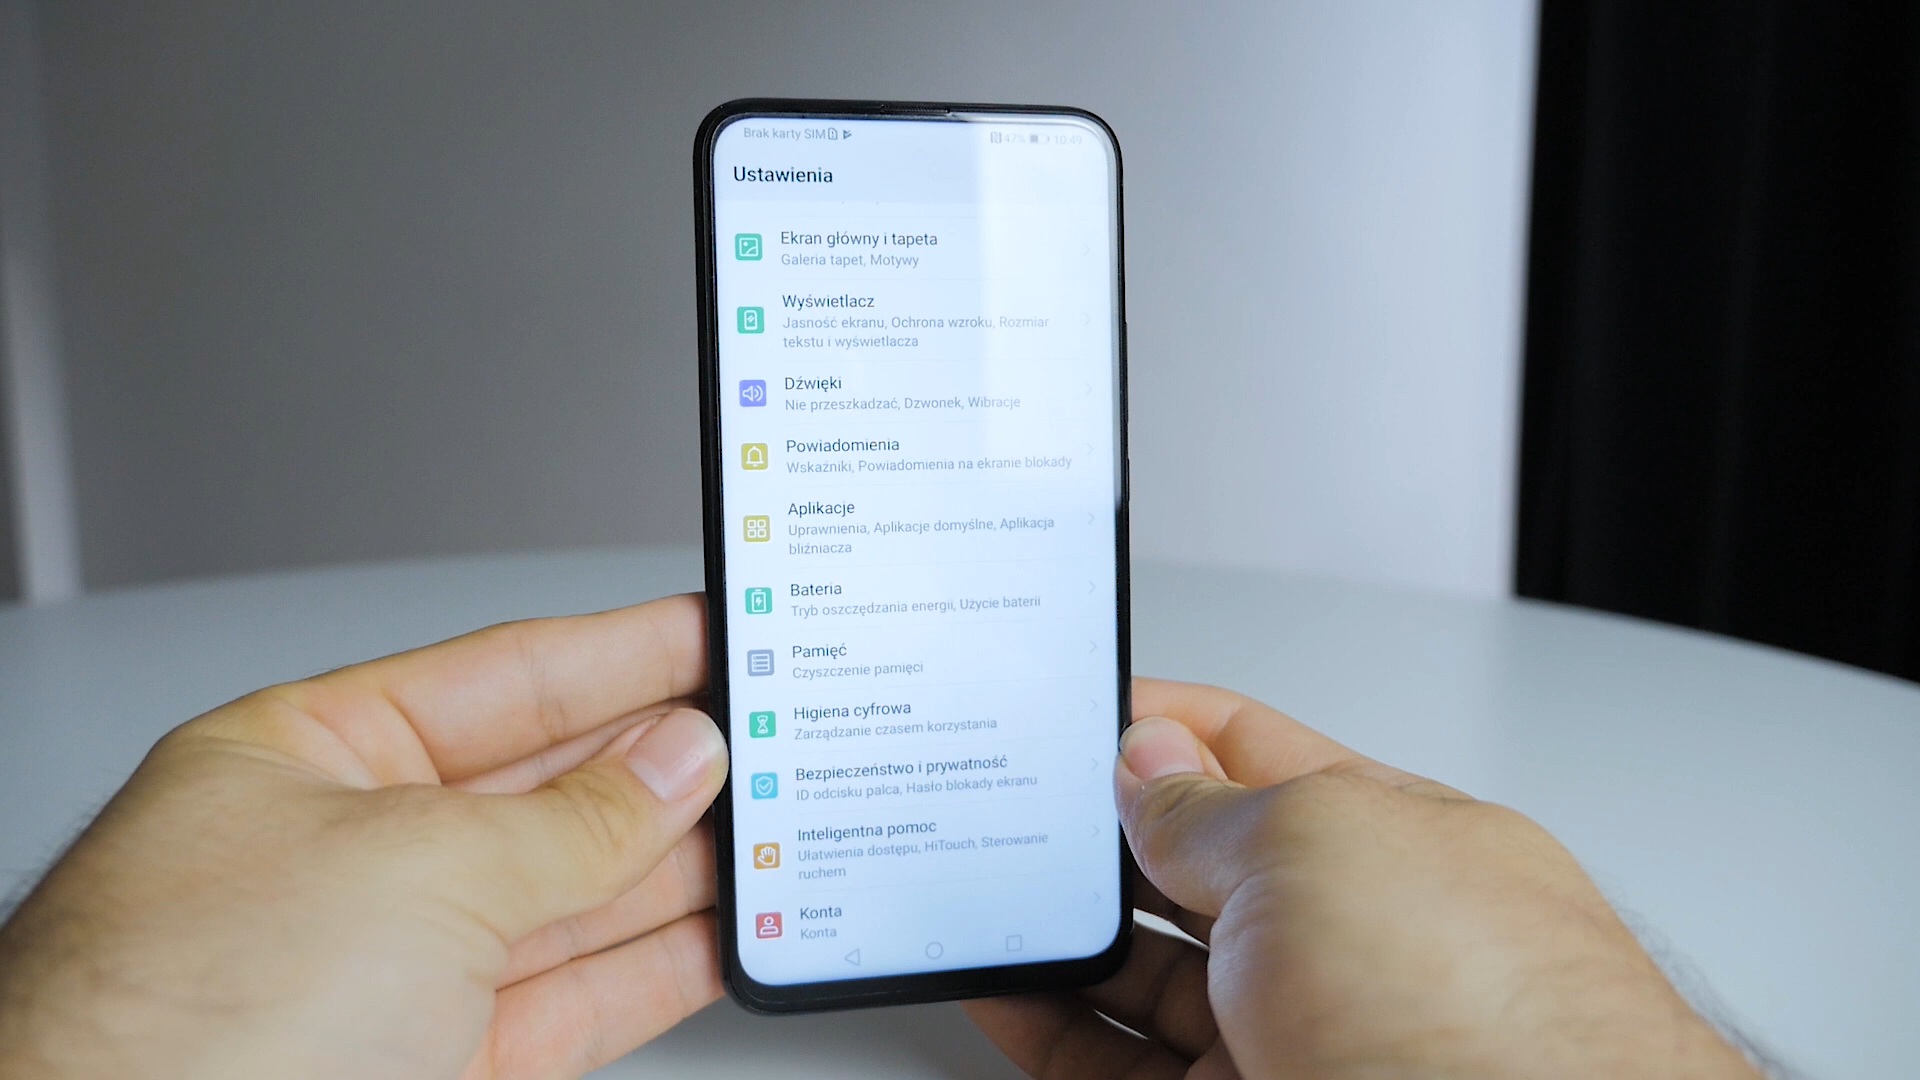 Brak karty SIM
47% 10:49
Ustawienia
Ekran główny i tapeta
Galeria tapet, Motywy
Wyświetlacz
Jasność ekranu, Ochrona wzroku, Rozmiar
tekstu i wyświetlacza
Dźwięki
Nie przeszkadzać, Dzwonek, Wibracje
Powiadomienia
Wskaźniki, Powiadomienia na ekranie blokady
Aplikacje
Uprawnienia, Aplikacje domyślne, Aplikacja
bliźniacza
Bateria
Tryb oszczędzania energii, Użycie baterii
Pamięć
Czyszczenie pamięci
Higiena cyfrowa
Zarządzanie czasem korzystania
Bezpieczeństwo i prywatność
ID odcisku palca, Hasło blokady ekranu
Inteligentna pomoc
Ułatwienia dostępu, HiTouch, Sterowanie
ruchem
Konta
Konta